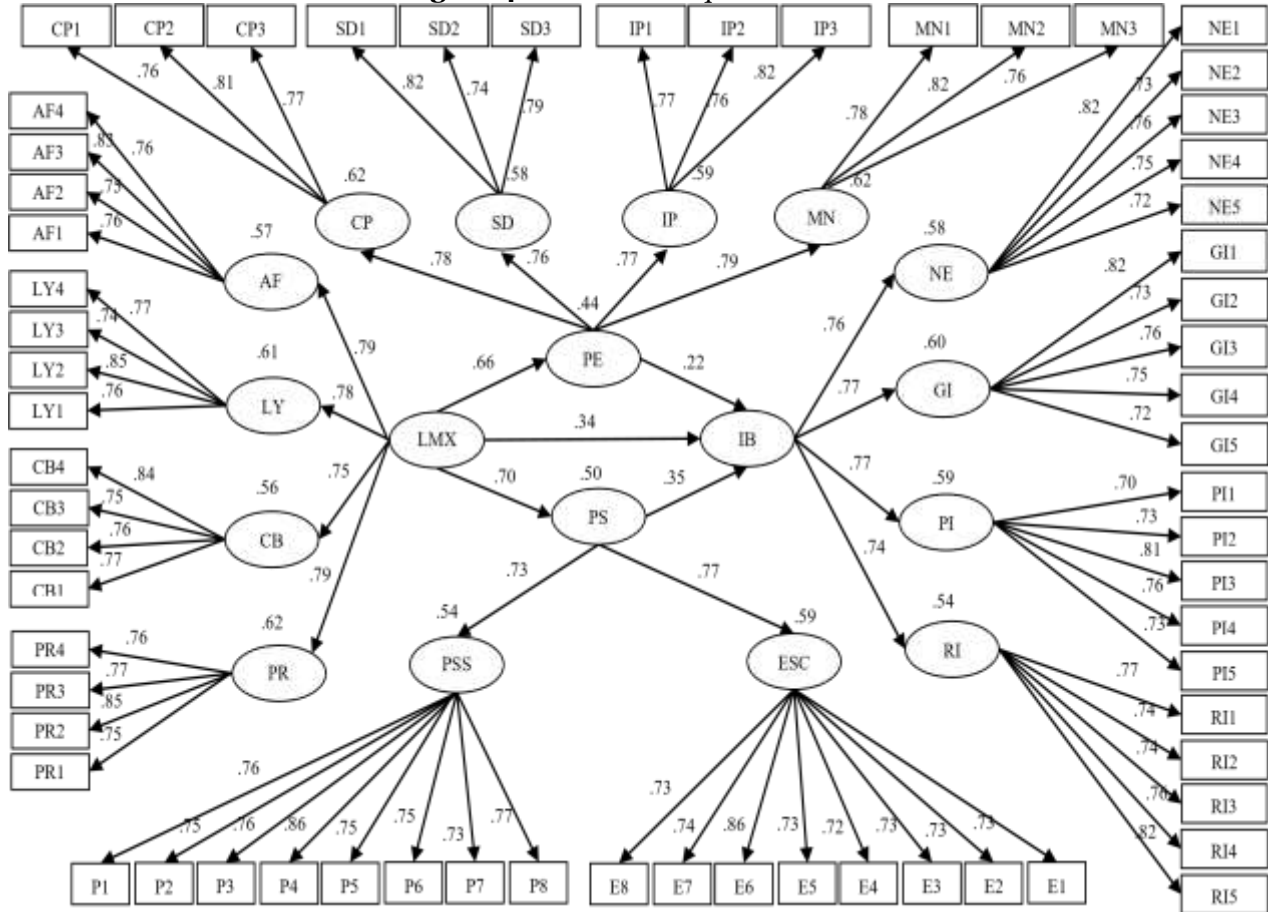 CP1 CP2 CP3 SD1 SD2 SD3 IP1 IP2 IP3 MN1 MN2 MN3 NE1
.76 .81 .77 .82 .74 .79 .77 .76 .82 .78 .82 .76 .82 .73
NE2
AF4 .83 .76 NE3 .76
AF3 NE4 .75
AF2 .75 NE5 .72
AF1 .76
.62 .58 .59 .62
CP SD IP MN
.57 .58
AF NE
.78 .76 .77 .79
GI1 .82
LY4 .77 GI2 .73
LY3 .74 GI3 .76
LY2 .85 GI4 .75
LY1 .76 GI5 .72
.44
PE
.79 .76
.61 .60
LY GI
.66 .22
.78 .77
LMX .34 IB
CB4 .84 PI1 .70
CB3 .75 PI2 .73
CB2 .76 PI3 .81
CB1 .77 PI4 .76
PI5 .73
.75 .70 .50 .35 .77
.56 PS .59
CB PI
.79 .73 .77 .74
.62 .54 .59 .54
PR PSS ESC RI
PR4 .76 RI1 .77
PR3 .77 RI2 .74
PR2 .85 RI3 .74
PR1 .75 RI4 .76
RI5 .82
.76 .75 .76 .86 .75 .75 .73 .77 .73 .74 .86 .73 .72 .73 .73 .73
P1 P2 P3 P4 P5 P6 P7 P8 E8 E7 E6 E5 E4 E3 E2 E1